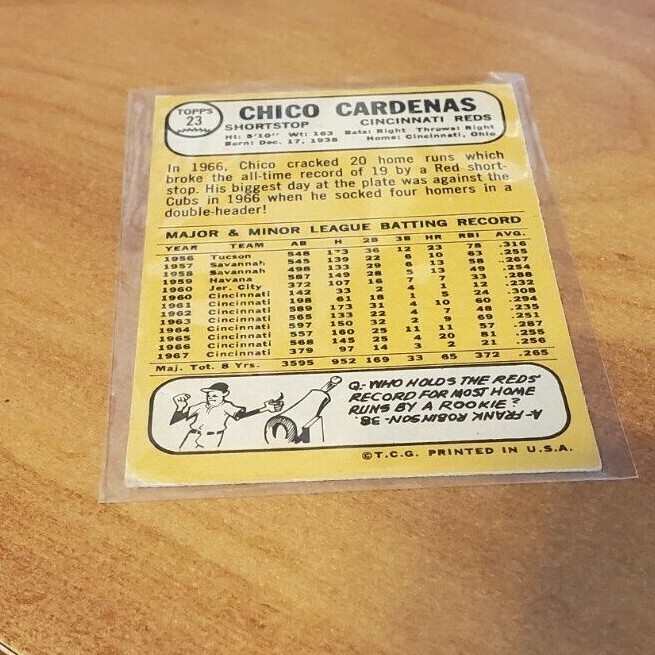 TOPPS
23
CHICO CARDENAS
SHORTSTOP CINCINNATI REDS
Ht: 5'10" Wt: 163 Bats: Right Throws: Right
Born: Dec. 17, 1938 Home: Cincinnati, Ohio
In 1966, Chico cracked 20 home runs which
broke the all-time record of 19 by a Red short-
stop. His biggest day at the plate was against the
Cubs in 1966 when he socked four homers in a
double-header!
MAJOR & MINOR LEAGUE BATTING RECORD
YEAR TEAM AB H 2B 3B HR RBI AVG.
1956 Tucson 548 173 36 12 23 78 .316
1957 Savannah 545 139 22 6 10 63 .255
1958 Savannah 498 133 29 6 13 58 .267
1959 Havana 587 149 28 5 13 49 .254
1960 Jer. City 372 107 16 7 7 33 .288
1960 Cincinnati 142 33 2 4 1 12 .232
1961 Cincinnati 198 61 18 1 5 24 .308
1962 Cincinnati 589 173 31 4 10 60 .294
1963 Cincinnati 565 133 22 4 7 48 .235
1964 Cincinnati 597 150 32 2 9 69 .251
1965 Cincinnati 557 160 25 11 11 57 .287
1966 Cincinnati 568 145 25 4 20 81 .255
1967 Cincinnati 379 97 14 3 2 21 .256
Maj. Tot. 8 Yrs. 3595 952 169 33 65 372 .265
Q.-WHO HOLDS THE REDS'
RECORD FOR MOST HOME
RUNS BY A ROOKIE?
A-FRANK ROBINSON-38.
©T.C.G. PRINTED IN U.S.A.